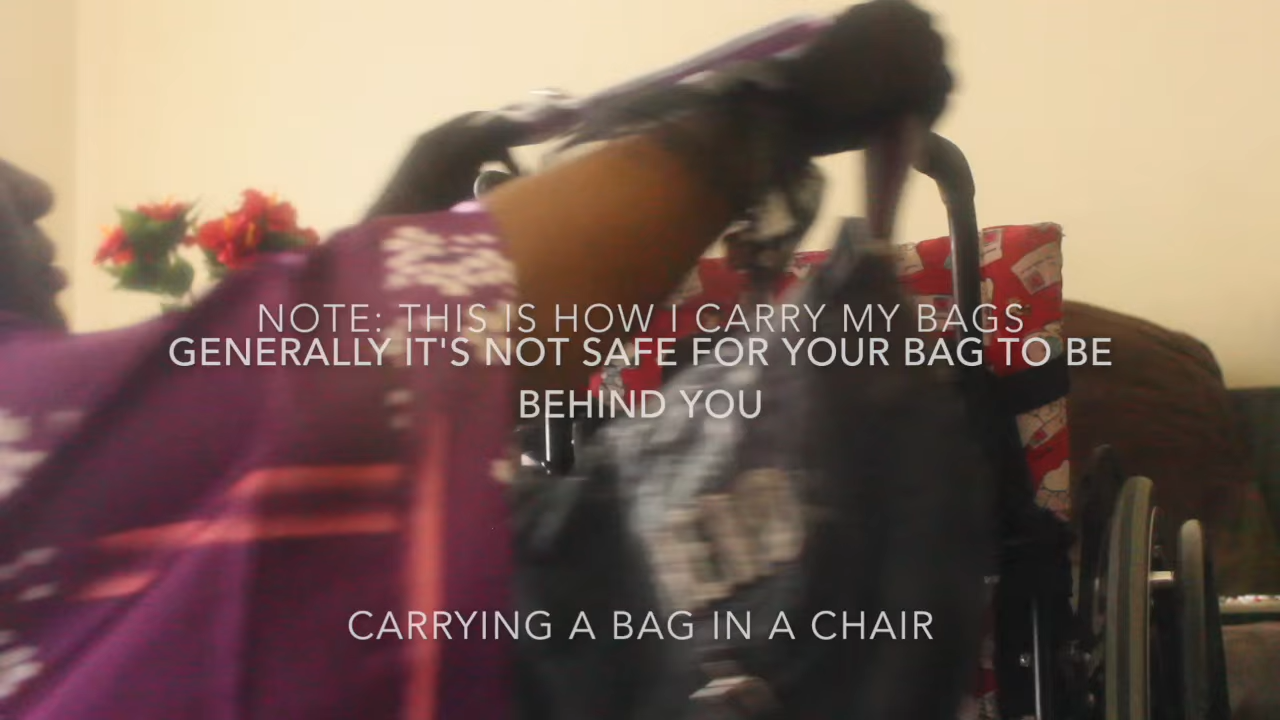 NOTE: THIS IS HOW I CARRY MY BAGS
GENERALLY IT'S NOT SAFE FOR YOUR BAG TO BE
BEHIND YOU
CARRYING A BAG IN A CHAIR